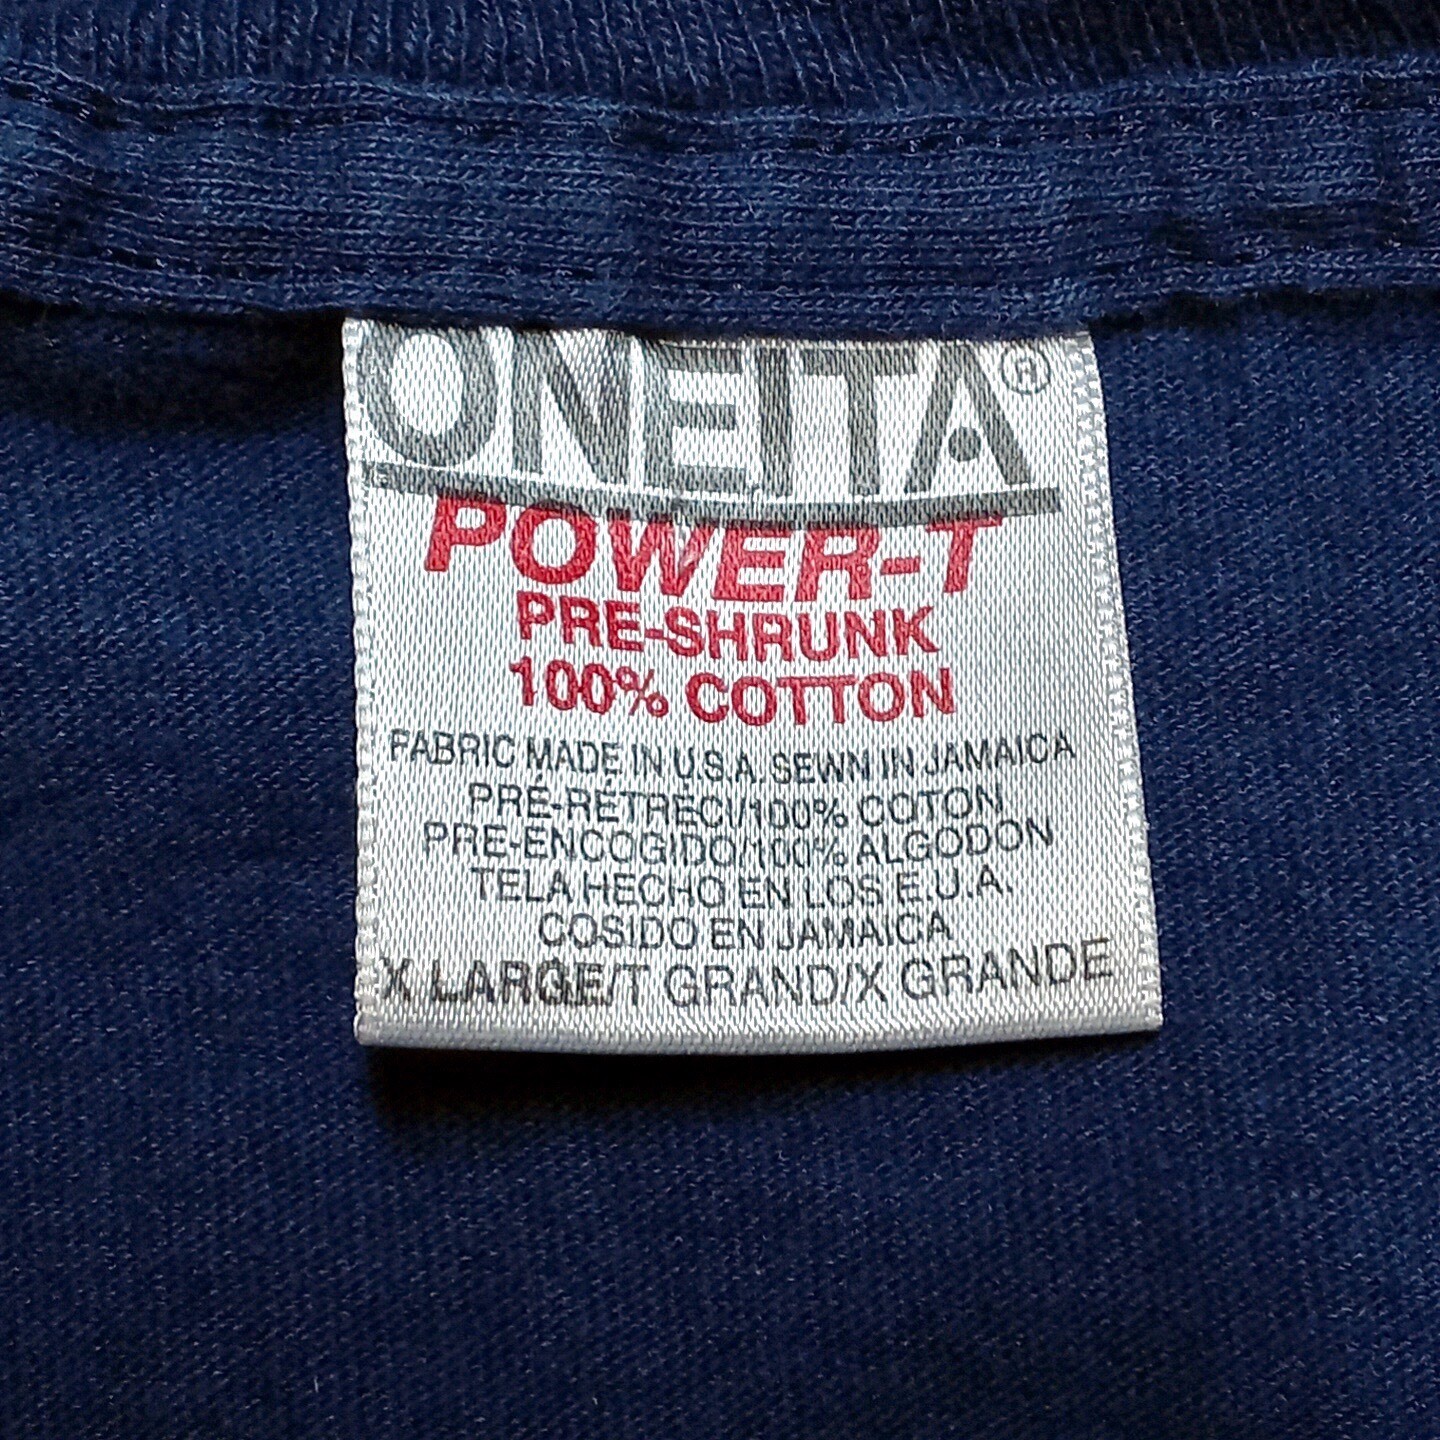 ONEITA®
POWER-T
PRE-SHRUNK
100% COTTON
FABRIC MADE IN U.S.A. SEWN IN JAMAICA
PRÉ-RÉTRÉCI/100% COTON
PRE-ENCOGIDO/100% ALGODON
TELA HECHO EN LOS E.U.A.
COSIDO EN JAMAICA
X LARGE/T GRAND/X GRANDE